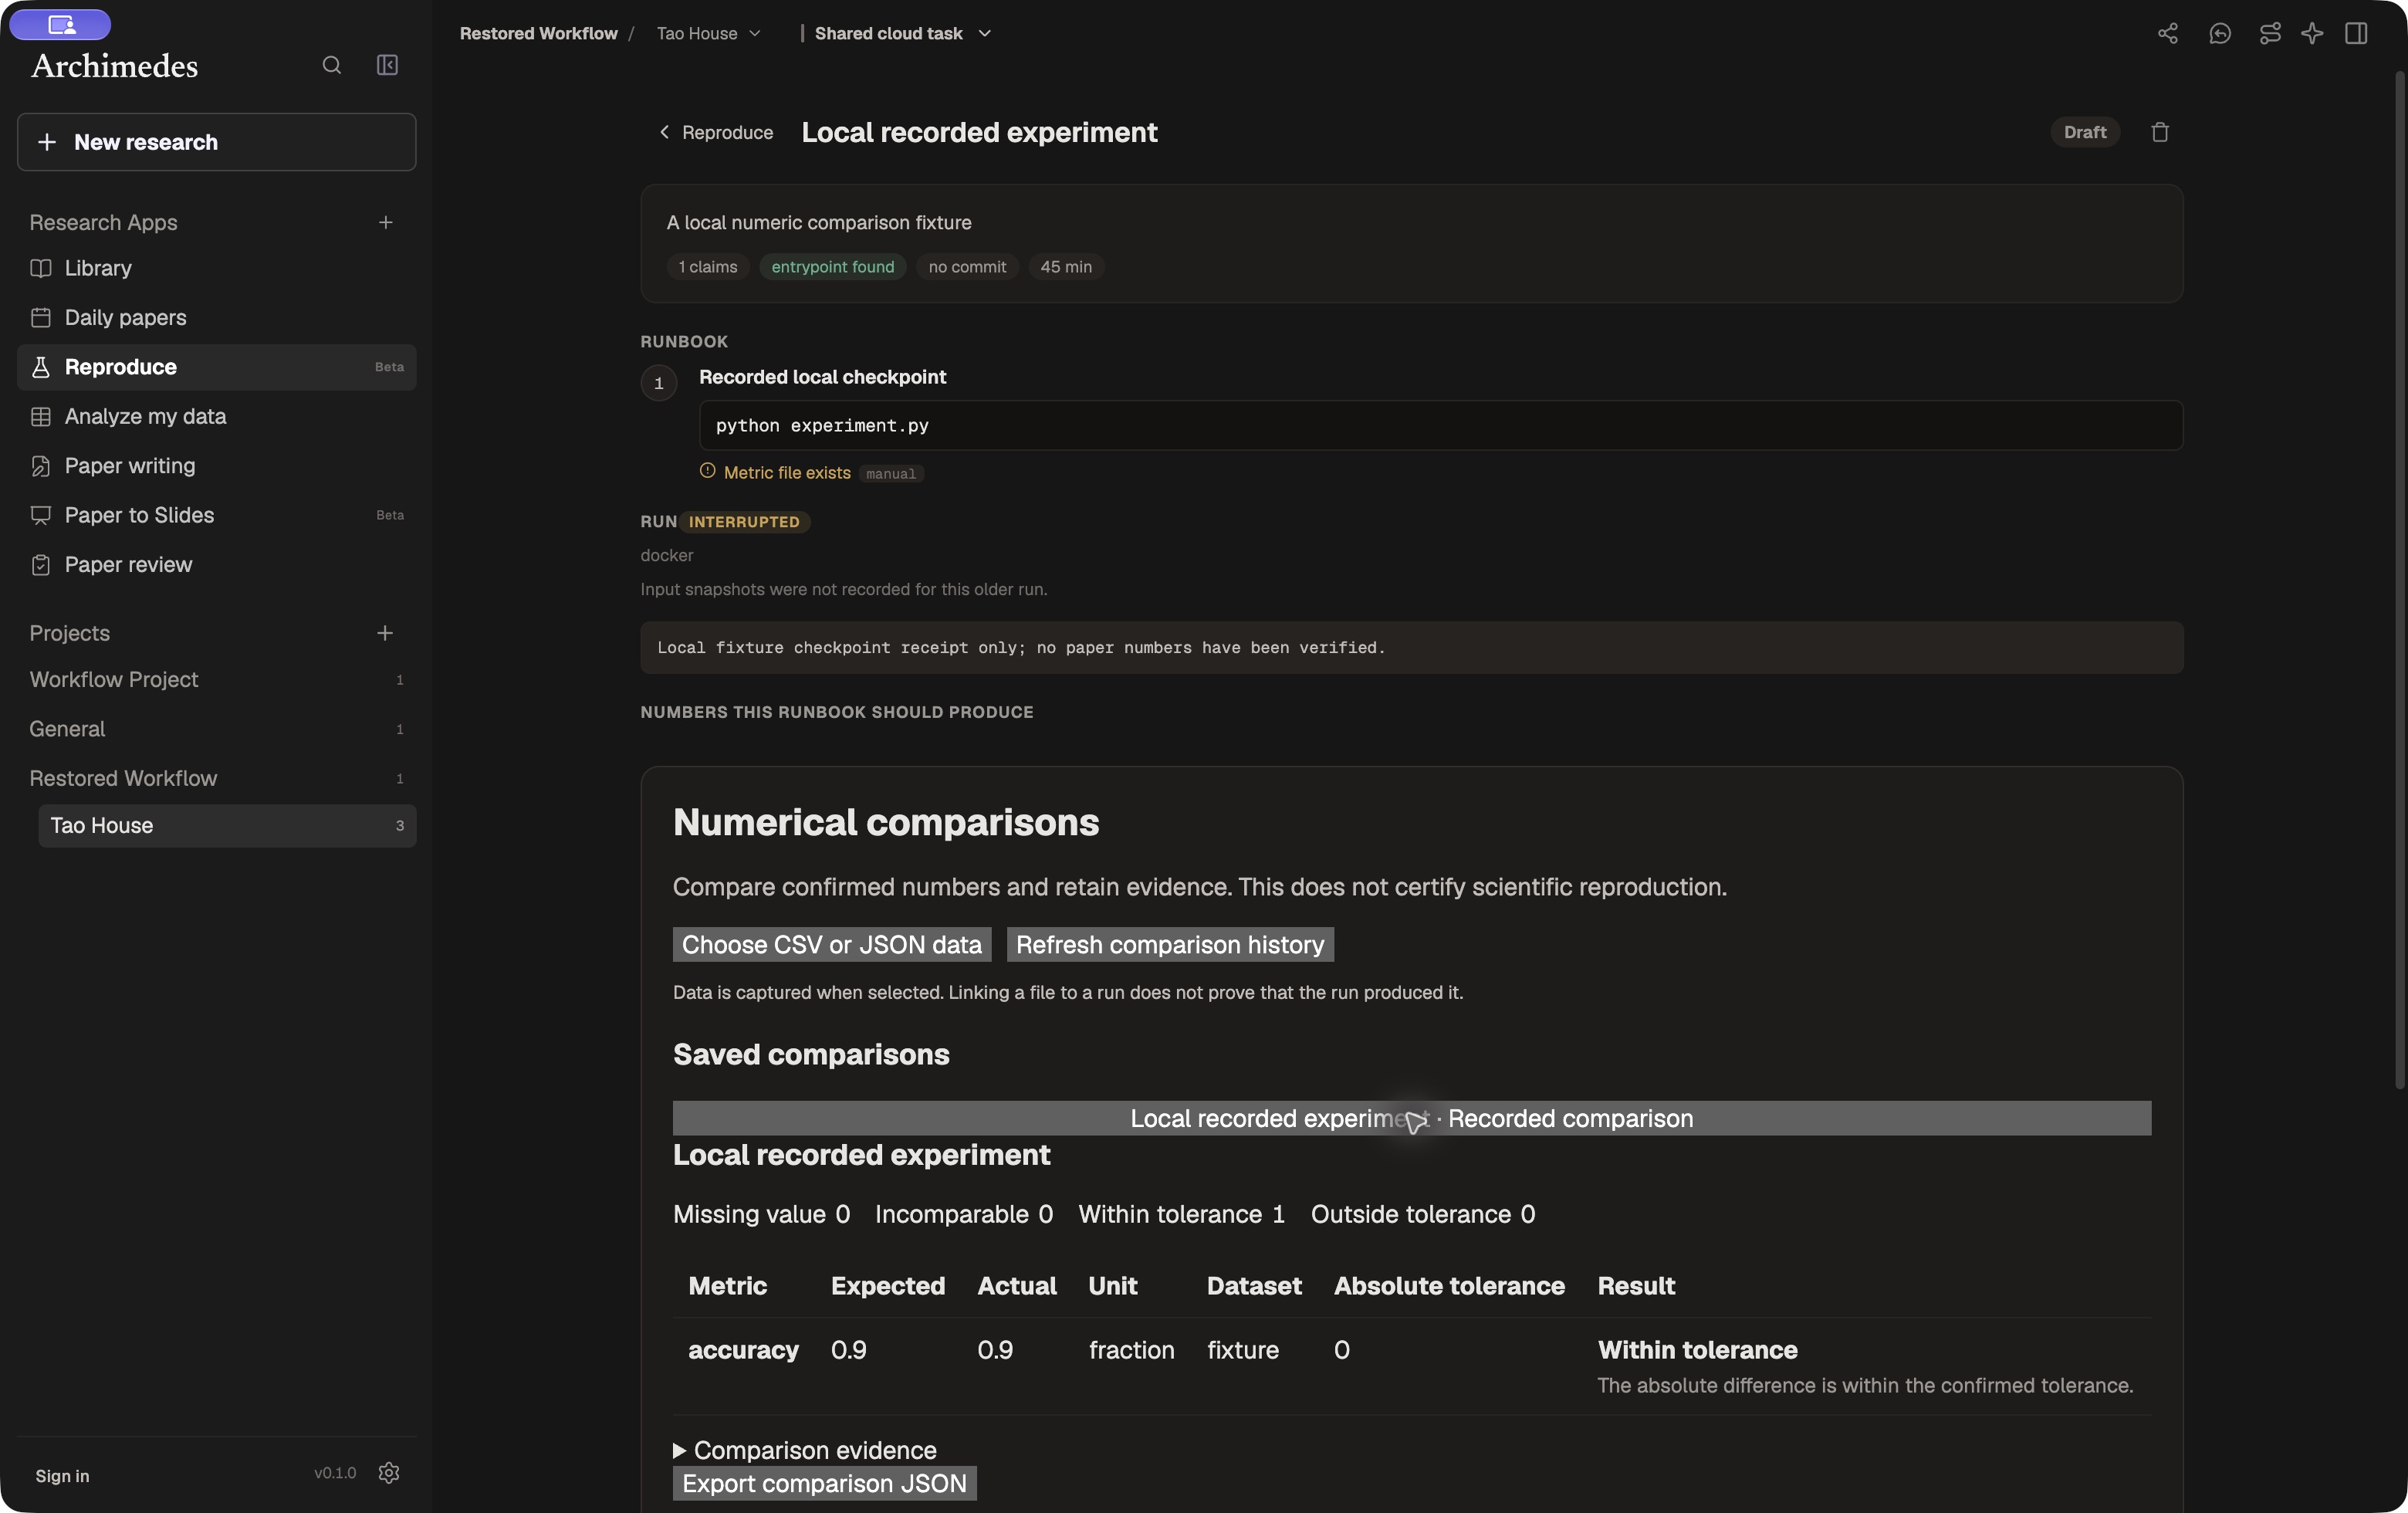 Archimedes
New research
Research Apps
Library
Daily papers
Reproduce Beta
Analyze my data
Paper writing
Paper to Slides Beta
Paper review
Projects
Workflow Project 1
General 1
Restored Workflow 1
Tao House 3
Sign in v0.1.0
Restored Workflow / Tao House | Shared cloud task
Reproduce Local recorded experiment Draft
A local numeric comparison fixture
1 claims entrypoint found no commit 45 min
RUNBOOK
1 Recorded local checkpoint
python experiment.py
Metric file exists manual
RUN INTERRUPTED
docker
Input snapshots were not recorded for this older run.
Local fixture checkpoint receipt only; no paper numbers have been verified.
NUMBERS THIS RUNBOOK SHOULD PRODUCE
Numerical comparisons
Compare confirmed numbers and retain evidence. This does not certify scientific reproduction.
Choose CSV or JSON data Refresh comparison history
Data is captured when selected. Linking a file to a run does not prove that the run produced it.
Saved comparisons
Local recorded experiment · Recorded comparison
Local recorded experiment
Missing value 0 Incomparable 0 Within tolerance 1 Outside tolerance 0
Metric Expected Actual Unit Dataset Absolute tolerance Result
accuracy 0.9 0.9 fraction fixture 0 Within tolerance
The absolute difference is within the confirmed tolerance.
Comparison evidence
Export comparison JSON